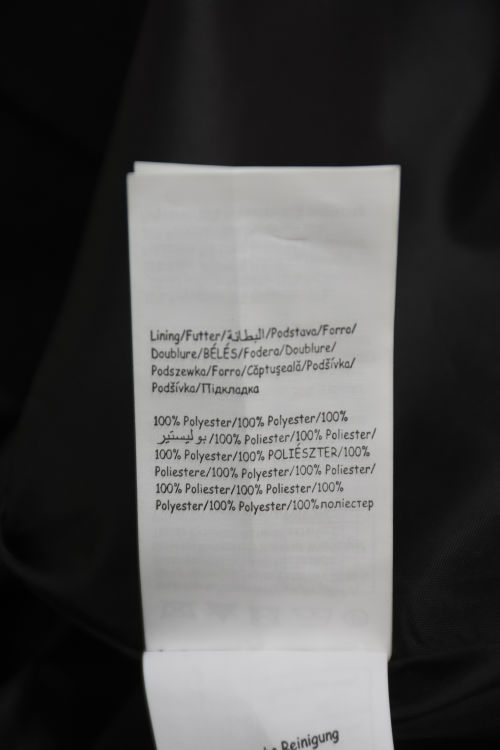 Lining/Futter/البطانة/Podstava/Forro/
Doublure/BÉLÉS/Fodera/Doublure/
Podszewka/Forro/Căptuşeală/Podšívka/
Podšívka/Підкладка
100% Polyester/100% Polyester/100%
بوليستير/100% Poliester/100% Poliester/
100% Polyester/100% POLIÉSZTER/100%
Poliestere/100% Polyester/100% Poliester/
100% Poliester/100% Poliester/100%
Polyester/100% Polyester/100%поліестер
Reinigung